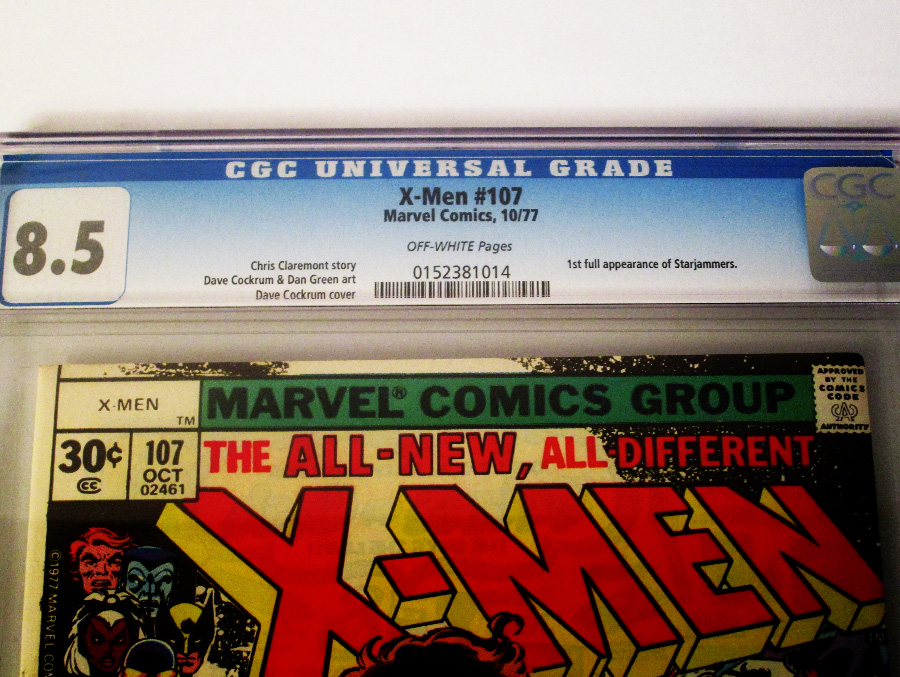 CGC UNIVERSAL GRADE
8.5
X-Men #107
Marvel Comics, 10/77
OFF-WHITE Pages
Chris Claremont story
Dave Cockrum & Dan Green art
Dave Cockrum cover
0152381014
1st full appearance of Starjammers.
CGC
X-MEN
TM
MARVEL® COMICS GROUP
APPROVED
BY THE
COMICS
CODE
CA
AUTHORITY
30¢
CC
107
OCT
02461
THE ALL-NEW, ALL-DIFFERENT
X-MEN
©1977 MARVEL COM